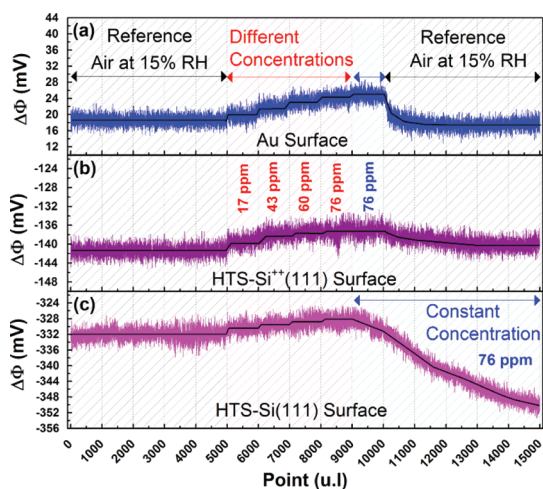 (a) Reference Different Reference
Air at 15% RH Concentrations Air at 15% RH
Au Surface
ΔΦ (mV)
44
40
36
32
28
24
20
16
12
(b)
17 ppm
43 ppm
60 ppm
76 ppm
76 ppm
HTS-Si++(111) Surface
ΔΦ (mV)
-124
-128
-132
-136
-140
-144
-148
(c)
Constant
Concentration
76 ppm
HTS-Si(111) Surface
ΔΦ (mV)
-324
-328
-332
-336
-340
-344
-348
-352
-356
0 1000 2000 3000 4000 5000 6000 7000 8000 9000 10000 11000 12000 13000 14000 15000
Point (u.l)